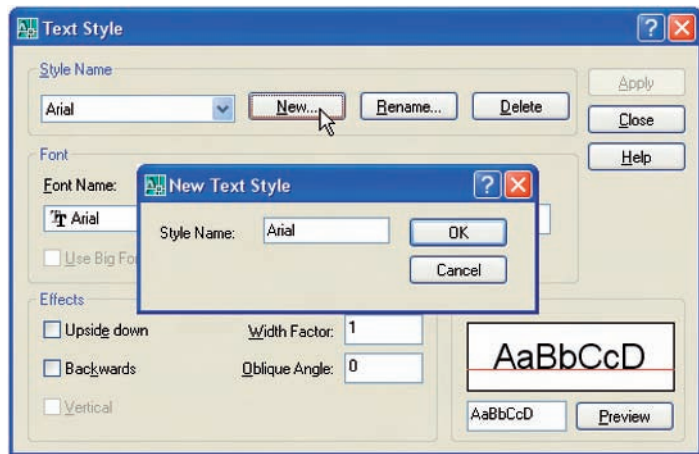 Text Style
Style Name
Arial
New...
Rename...
Delete
Apply
Close
Help
Font
Font Name:
Arial
Use Big
New Text Style
Style Name:
Arial
OK
Cancel
Effects
Upside down
Backwards
Vertical
Width Factor:
1
Oblique Angle:
0
AaBbCcD
AaBbCcD
Preview